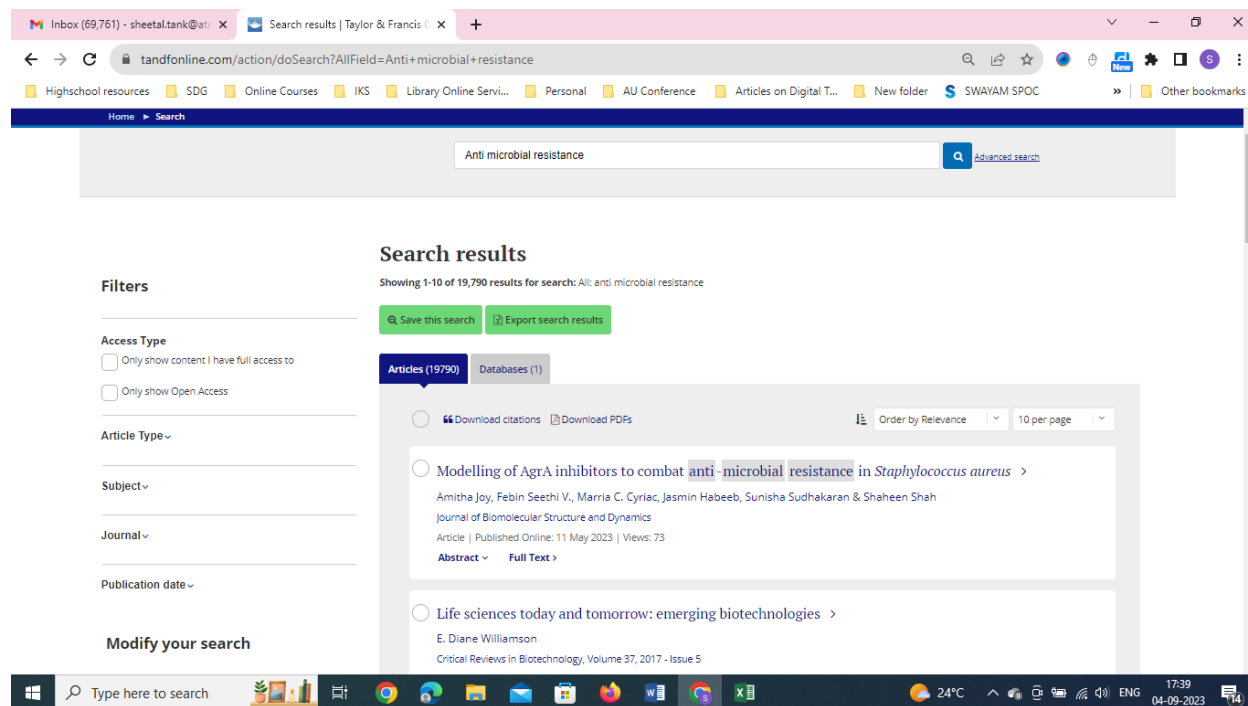 Inbox (69,761) - sheetal.tank@atr
Search results | Taylor & Francis O
tandfonline.com/action/doSearch?AllField=Anti+microbial+resistance
New
S
Highschool resources SDG Online Courses IKS Library Online Servi... Personal AU Conference Articles on Digital T... New folder S SWAYAM SPOC » Other bookmarks
Home ► Search
Anti microbial resistance
Advanced search
Search results
Showing 1-10 of 19,790 results for search: All: anti microbial resistance
Filters
Save this search Export search results
Access Type
Only show content I have full access to
Only show Open Access
Articles (19790) Databases (1)
Download citations Download PDFs Order by Relevance 10 per page
Article Type
Subject
Journal
Publication date
Modify your search
Modelling of AgrA inhibitors to combat anti-microbial resistance in Staphylococcus aureus >
Amitha Joy, Febin Seethi V., Marria C. Cyriac, Jasmin Habeeb, Sunisha Sudhakaran & Shaheen Shah
Journal of Biomolecular Structure and Dynamics
Article | Published Online: 11 May 2023 | Views: 73
Abstract Full Text >
Life sciences today and tomorrow: emerging biotechnologies >
E. Diane Williamson
Critical Reviews in Biotechnology, Volume 37, 2017 - Issue 5
Type here to search
24°C
ENG
17:39
04-09-2023
14